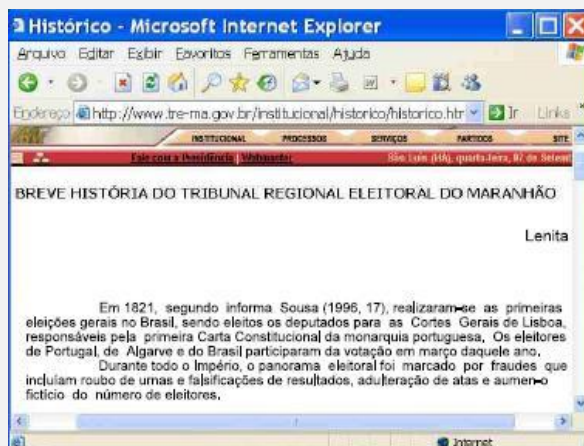 Histórico - Microsoft Internet Explorer
Arquivo Editar Exibir Favoritos Ferramentas Ajuda
Endereço http://www.tre-ma.gov.br/institucional/historico/historico.htm Ir Links
INSTITUCIONAL PROCESSOS SERVIÇOS PARTIDOS SITE
Fale com a Presidência | Webmaster São Luís (MA), quarta-feira, 07 de Setem
BREVE HISTÓRIA DO TRIBUNAL REGIONAL ELEITORAL DO MARANHÃO
Lenita
Em 1821, segundo informa Sousa (1996, 17), realizaram-se as primeiras
eleições gerais no Brasil, sendo eleitos os deputados para as Cortes Gerais de Lisboa,
responsáveis pela primeira Carta Constitucional da monarquia portuguesa. Os eleitores
de Portugal, de Algarve e do Brasil participaram da votação em março daquele ano.
Durante todo o Império, o panorama eleitoral foi marcado por fraudes que
incluíam roubo de urnas e falsificações de resultados, adulteração de atas e aumento
fictício do número de eleitores.
Internet